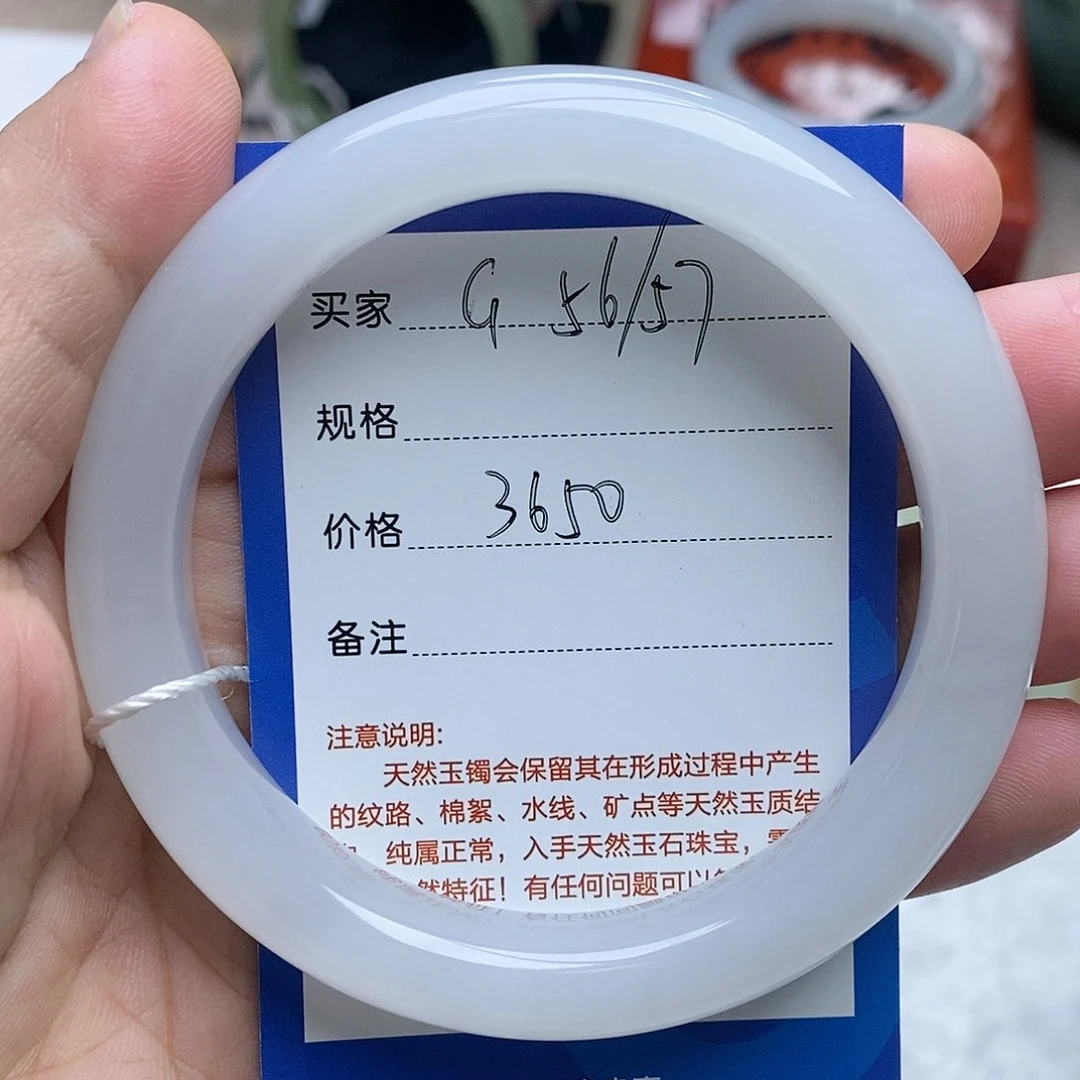 买家 G 56/57
规格
价格 3650
备注
注意说明:
天然玉镯会保留其在形成过程中产生
的纹路、棉絮、水线、矿点等天然玉质结
纯属正常，入手天然玉石珠宝，
然特征！有任何问题可以